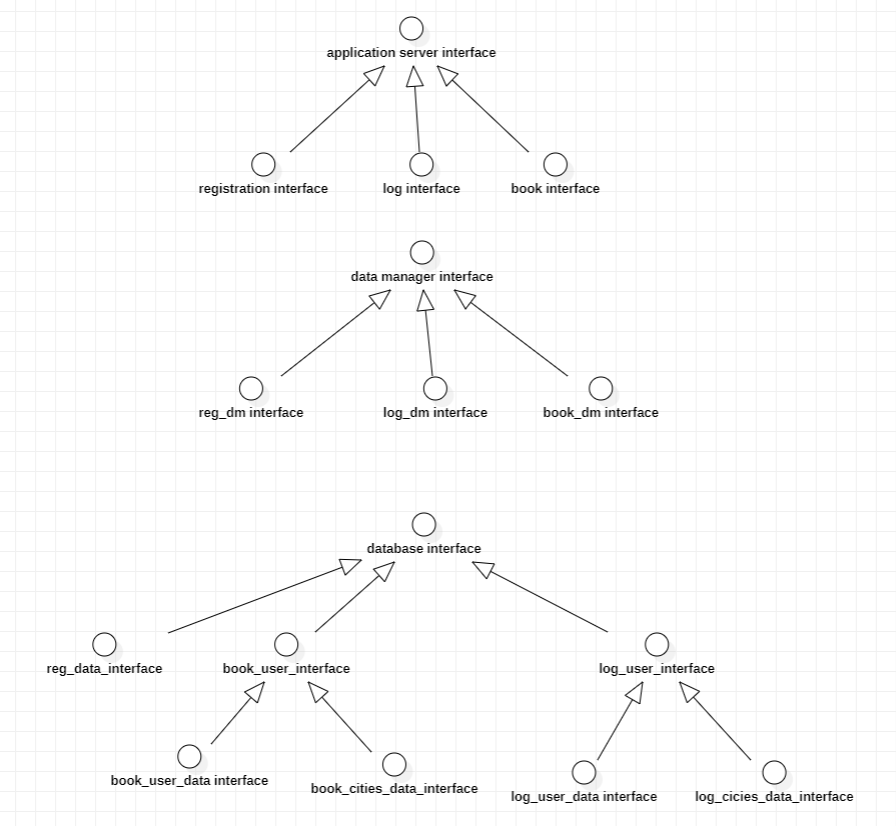 application server interface
registration interface
log interface
book interface
data manager interface
reg_dm interface
log_dm interface
book_dm interface
database interface
reg_data_interface
book_user_interface
log_user_interface
book_user_data interface
book_cities_data_interface
log_user_data interface
log_cicies_data_interface